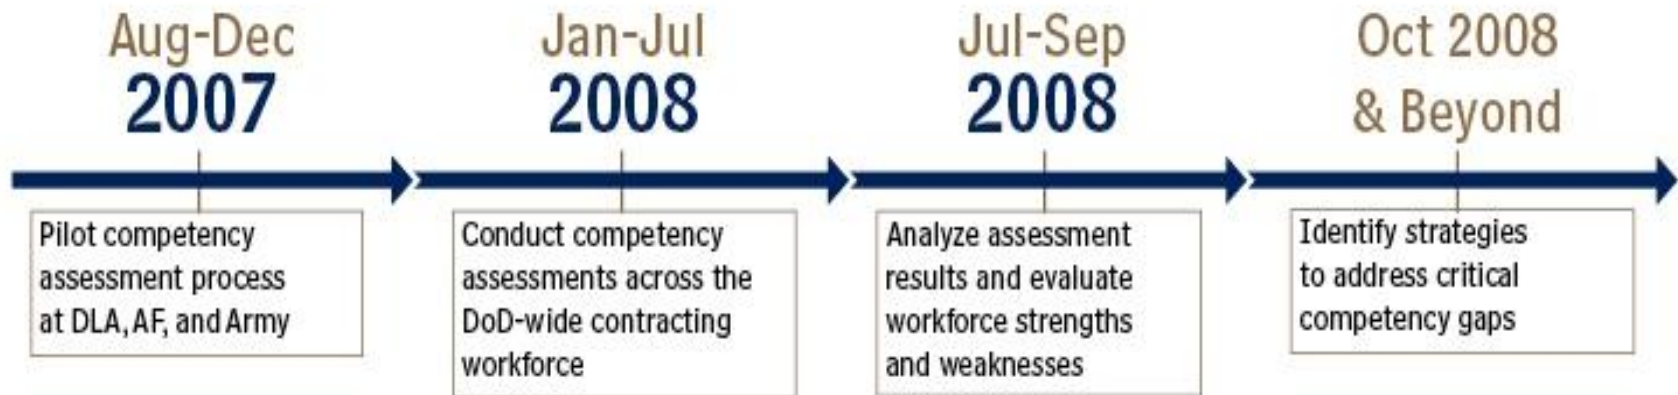 Aug-Dec
2007
Pilot competency
assessment process
at DLA, AF, and Army
Jan-Jul
2008
Conduct competency
assessments across the
DoD-wide contracting
workforce
Jul-Sep
2008
Analyze assessment
results and evaluate
workforce strengths
and weaknesses
Oct 2008
& Beyond
Identify strategies
to address critical
competency gaps